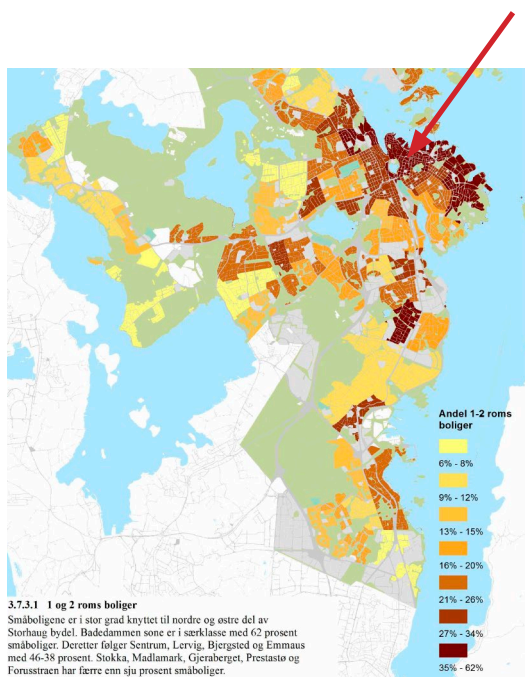 Andel 1-2 roms
boliger
6% - 8%
9% - 12%
13% - 15%
16% - 20%
21% - 26%
27% - 34%
35% - 62%
3.7.3.1 1 og 2 roms boliger
Småboligene er i stor grad knyttet til nordre og østre del av
Storhaug bydel. Badedammen sone er i særklasse med 62 prosent
småboliger. Deretter følger Sentrum, Lervig, Bjergsted og Emmaus
med 46-38 prosent. Stokka, Madlamark, Gjeraberget, Prestastø og
Forusstraen har færre enn sju prosent småboliger.